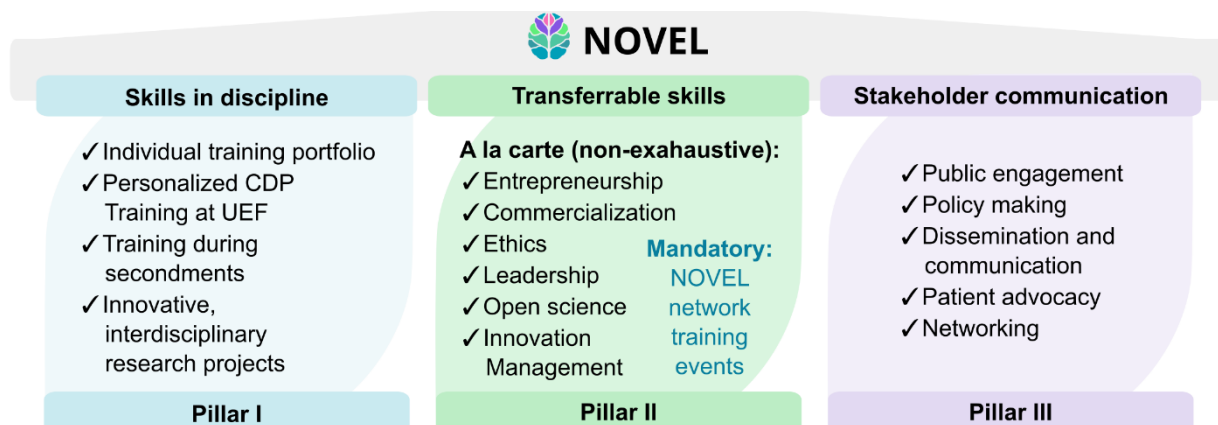 NOVEL
Skills in discipline
✓Individual training portfolio
✓Personalized CDP
Training at UEF
✓Training during
secondments
✓Innovative,
interdisciplinary
research projects
Pillar I
Transferrable skills
A la carte (non-exahaustive):
✓Entrepreneurship
✓Commercialization
✓Ethics
✓Leadership
✓Open science
✓Innovation
Management
Mandatory:
NOVEL
network
training
events
Pillar II
Stakeholder communication
✓Public engagement
✓Policy making
✓Dissemination and
communication
✓Patient advocacy
✓Networking
Pillar III